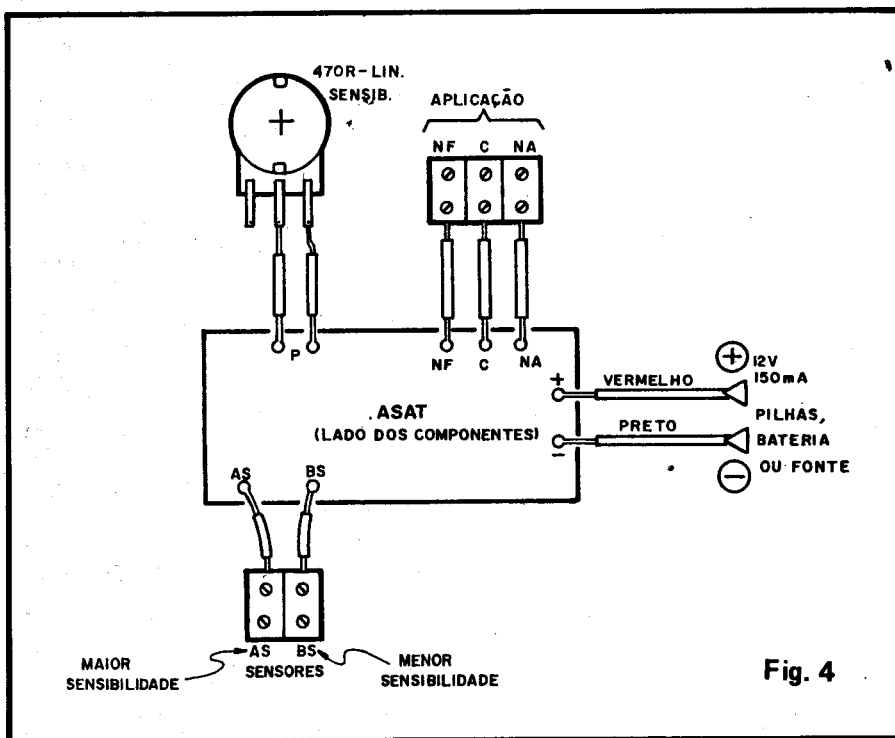 470R-LIN.
SENSIB.
APLICAÇÃO
NF C NA
P
NF C NA
+
VERMELHO
12V
150mA
ASAT
(LADO DOS COMPONENTES)
PRETO
−
PILHAS,
BATERIA
OU FONTE
AS BS
AS BS
SENSORES
MAIOR
SENSIBILIDADE
MENOR
SENSIBILIDADE
Fig. 4